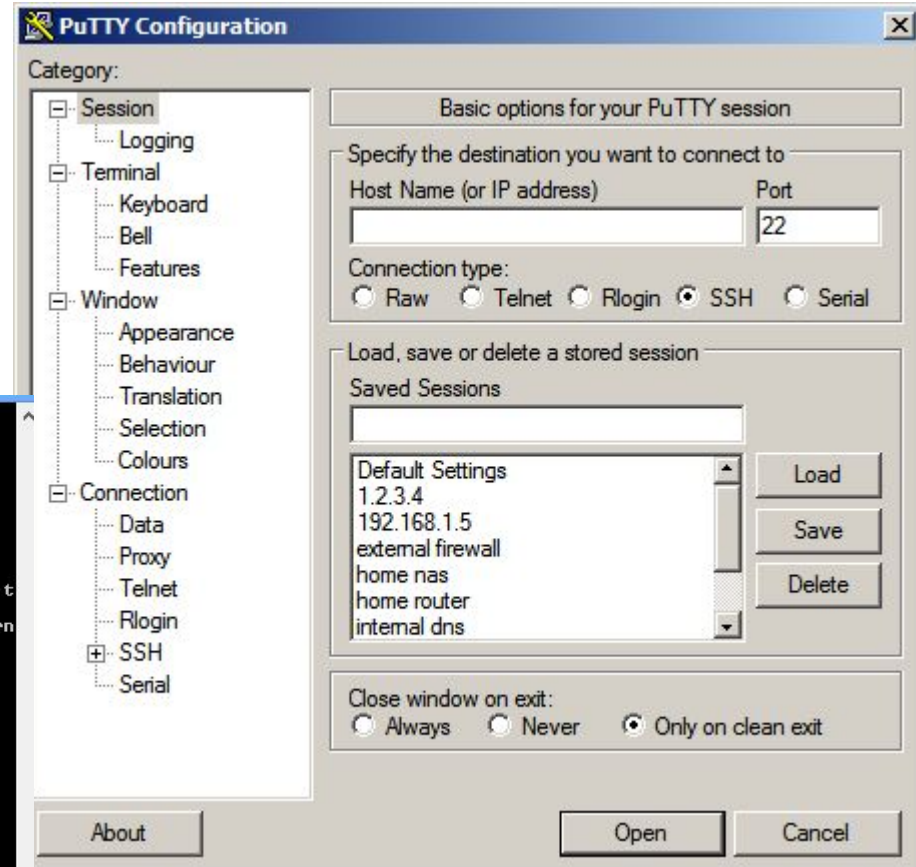 PuTTY Configuration
Category:
Session
Logging
Terminal
Keyboard
Bell
Features
Window
Appearance
Behaviour
Translation
Selection
Colours
Connection
Data
Proxy
Telnet
Rlogin
SSH
Serial
Basic options for your PuTTY session
Specify the destination you want to connect to
Host Name (or IP address) Port
22
Connection type:
Raw Telnet Rlogin SSH Serial
Load, save or delete a stored session
Saved Sessions
Default Settings
1.2.3.4
192.168.1.5
external firewall
home nas
home router
internal dns
Load
Save
Delete
Close window on exit:
Always Never Only on clean exit
About Open Cancel